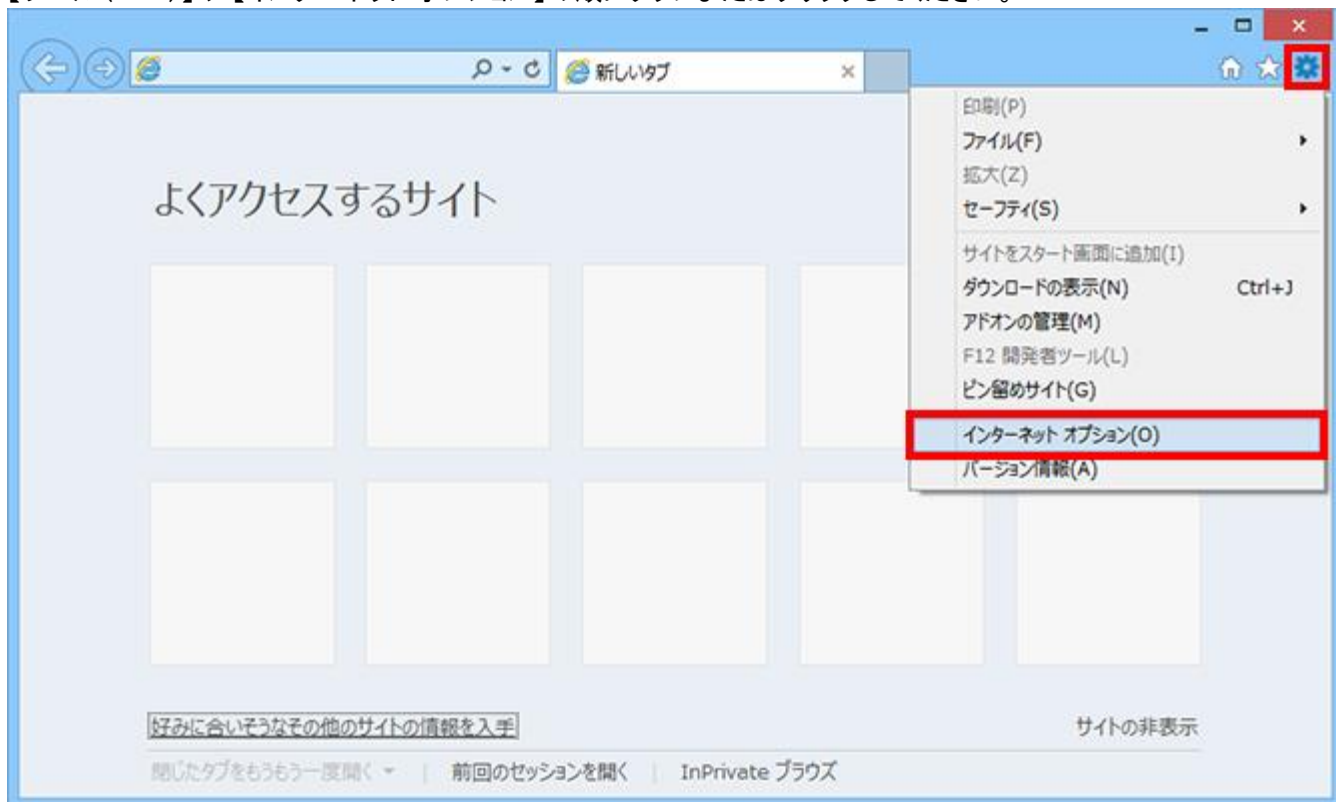 新しいタブ
印刷(P)
ファイル(F)
拡大(Z)
セーフティ(S)
サイトをスタート画面に追加(I)
ダウンロードの表示(N) Ctrl+J
アドオンの管理(M)
F12 開発者ツール(L)
ピン留めサイト(G)
インターネット オプション(O)
バージョン情報(A)
よくアクセスするサイト
好みに合いそうなその他のサイトの情報を入手
サイトの非表示
閉じたタブをもうもう一度開く
前回のセッションを開く
InPrivate ブラウズ